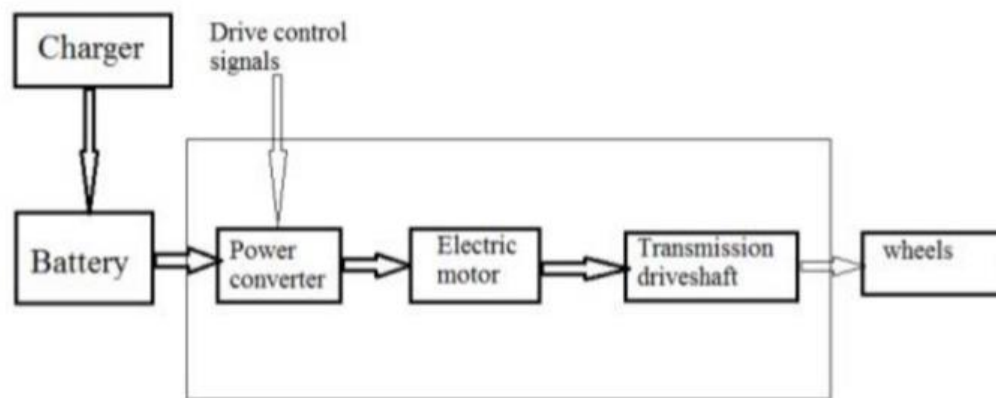 Charger
Drive control
signals
Battery
Power
converter
Electric
motor
Transmission
driveshaft
wheels